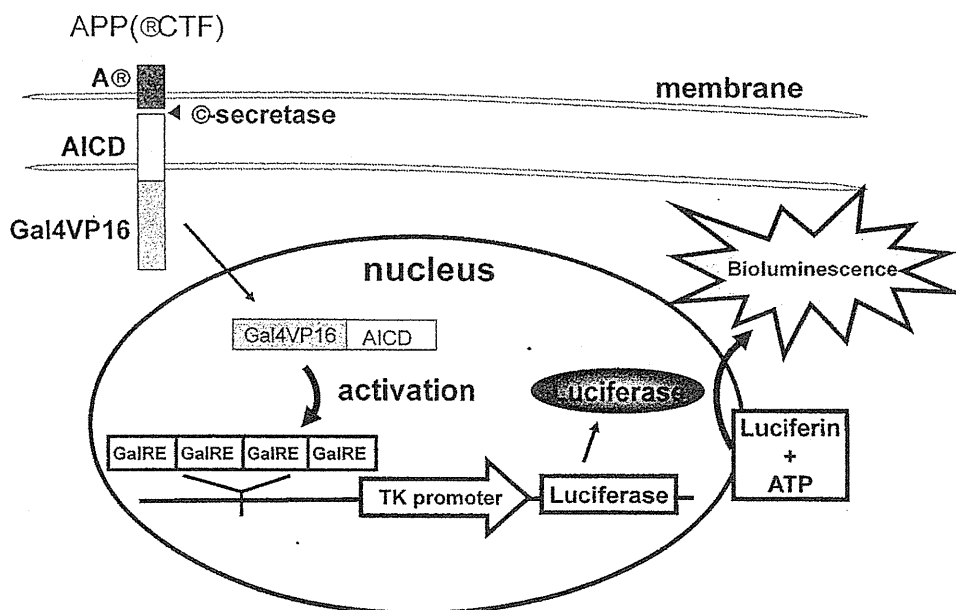 APP(®CTF)
A®
membrane
©-secretase
AICD
Gal4VP16
Bioluminescence
nucleus
Gal4VP16 AICD
activation
Luciferase
GalRE GalRE GalRE GalRE
Luciferin
+
ATP
TK promoter
Luciferase